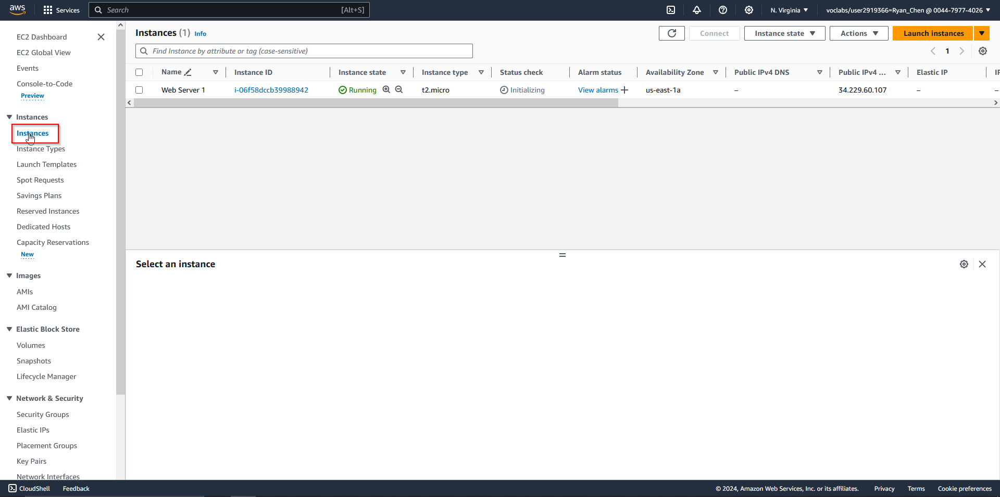 aws Services Search [Alt+S] N. Virginia voclabs/user2919366=Ryan_Chen @ 0044-7977-4026
EC2 Dashboard
EC2 Global View
Events
Console-to-Code
Preview
Instances
Instances
Instance Types
Launch Templates
Spot Requests
Savings Plans
Reserved Instances
Dedicated Hosts
Capacity Reservations
New
Images
AMIs
AMI Catalog
Elastic Block Store
Volumes
Snapshots
Lifecycle Manager
Network & Security
Security Groups
Elastic IPs
Placement Groups
Key Pairs
Network Interfaces
Instances (1) Info Connect Instance state Actions Launch instances
Find Instance by attribute or tag (case-sensitive) 1
Name Instance ID Instance state Instance type Status check Alarm status Availability Zone Public IPv4 DNS Public IPv4 ... Elastic IP
Web Server 1 i-06f58dccb39988942 Running t2.micro Initializing View alarms + us-east-1a – 34.229.60.107 – –
Select an instance
CloudShell Feedback © 2024, Amazon Web Services, Inc. or its affiliates. Privacy Terms Cookie preferences